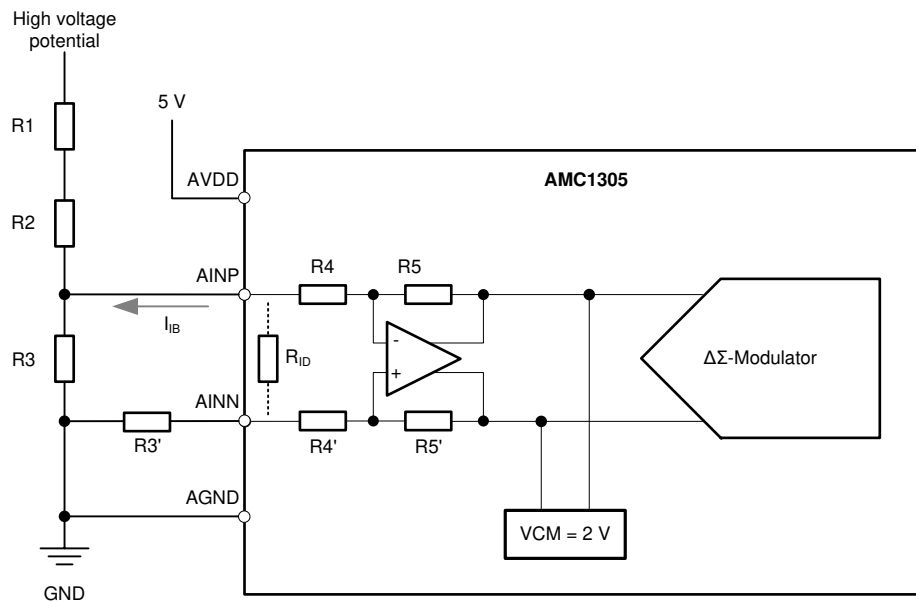 High voltage
potential
R1
5 V
AVDD
AMC1305
R2
AINP
R4
R5
I_IB
R3
R_ID
-
+
ΔΣ-Modulator
AINN
R3'
R4'
R5'
AGND
VCM = 2 V
GND